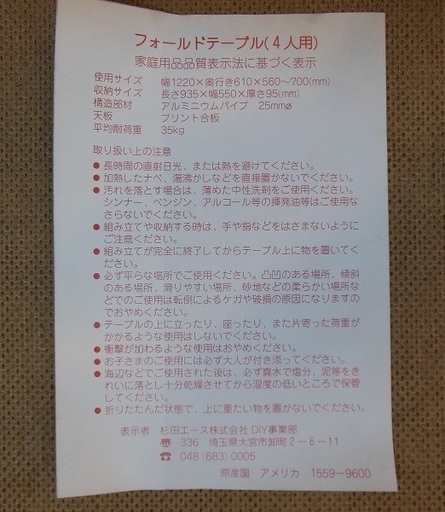 フォールドテーブル(4人用)
家庭用品品質表示法に基づく表示
使用サイズ 幅1220×奥行き610×560〜700(mm)
収納サイズ 長さ935×幅550×厚さ95(mm)
構造部材 アルミニウムパイプ 25mmø
天板 プリント合板
平均耐荷重 35kg
取り扱い上の注意
●長時間の直射日光、または熱を避けてください。
●加熱したナベ、湯沸かしなどを直接置かないでください。
●汚れを落とす場合は、薄めた中性洗剤をご使用ください。
シンナー、ベンジン、アルコール等の揮発油等はご使用な
さらないでください。
●組み立てや収納する時は、手や指などをはさまないように
ご注意ください。
●組み立てが完全に終了してからテーブル上に物を置いてく
ださい。
●必ず平らな場所でご使用ください。凸凹のある場所、傾斜
のある場所、滑りやすい場所、砂地などの柔らかい場所な
どでのご使用は転倒によるケガや破損の原因になりますの
でおやめください。
●テーブルの上に立ったり、座ったり、また片寄った荷重が
かかるような使用はしないでください。
●衝撃が加わるような使用はおやめください。
●お子さまのご使用には必ず大人が付き添ってください。
●海辺などでご使用された後は、必ず真水で塩分、泥等をき
れいに落とし十分乾燥させてから湿度の低いところで保管
してください。
●折りたたんだ状態で、上に重たい物を置かないでください。
表示者 杉田エース株式会社 DIY事業部
〠 336 埼玉県大宮市卸町2−6−11
☎ 048 (683) 0005
原産国 アメリカ 1559−9600